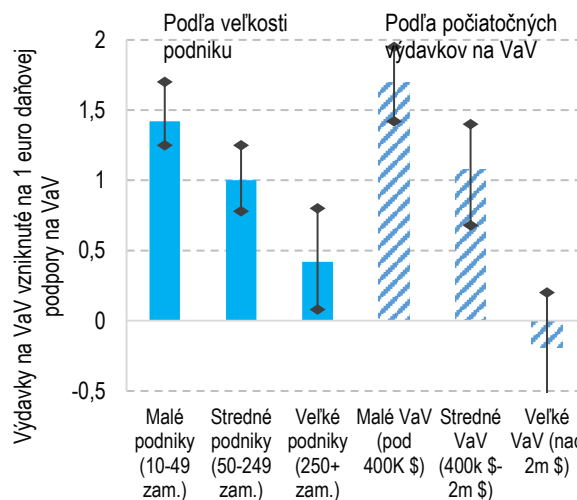 Podľa veľkosti
podniku
Podľa počiatočných
výdavkov na VaV
Výdavky na VaV vzniknuté na 1 euro daňovej
podpory na VaV
2
1,5
1
0,5
0
-0,5
Malé
podniky
(10-49
zam.)
Stredné
podniky
(50-249
zam.)
Veľké
podniky
(250+
zam.)
Malé VaV
(pod
400K $)
Stredné
VaV
(400k $-
2m $)
Veľké
VaV (nad
2m $)